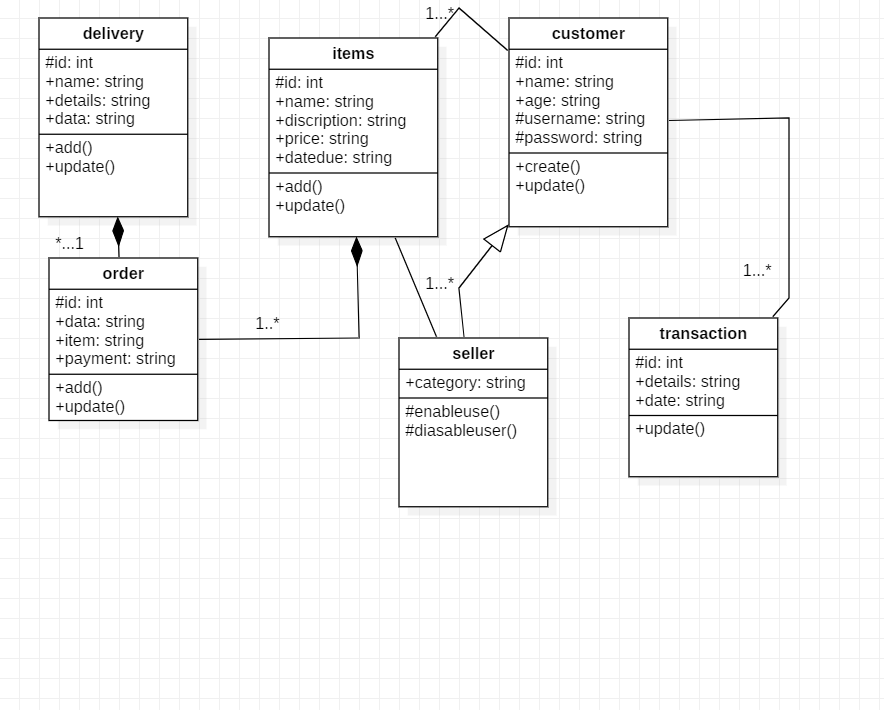 delivery
#id: int
+name: string
+details: string
+data: string
+add()
+update()
*...1
order
#id: int
+data: string
+item: string
+payment: string
+add()
+update()
1..*
items
#id: int
+name: string
+discription: string
+price: string
+datedue: string
+add()
+update()
1...*
customer
#id: int
+name: string
+age: string
#username: string
#password: string
+create()
+update()
1...*
seller
+category: string
#enableuse()
#diasableuser()
1...*
transaction
#id: int
+details: string
+date: string
+update()